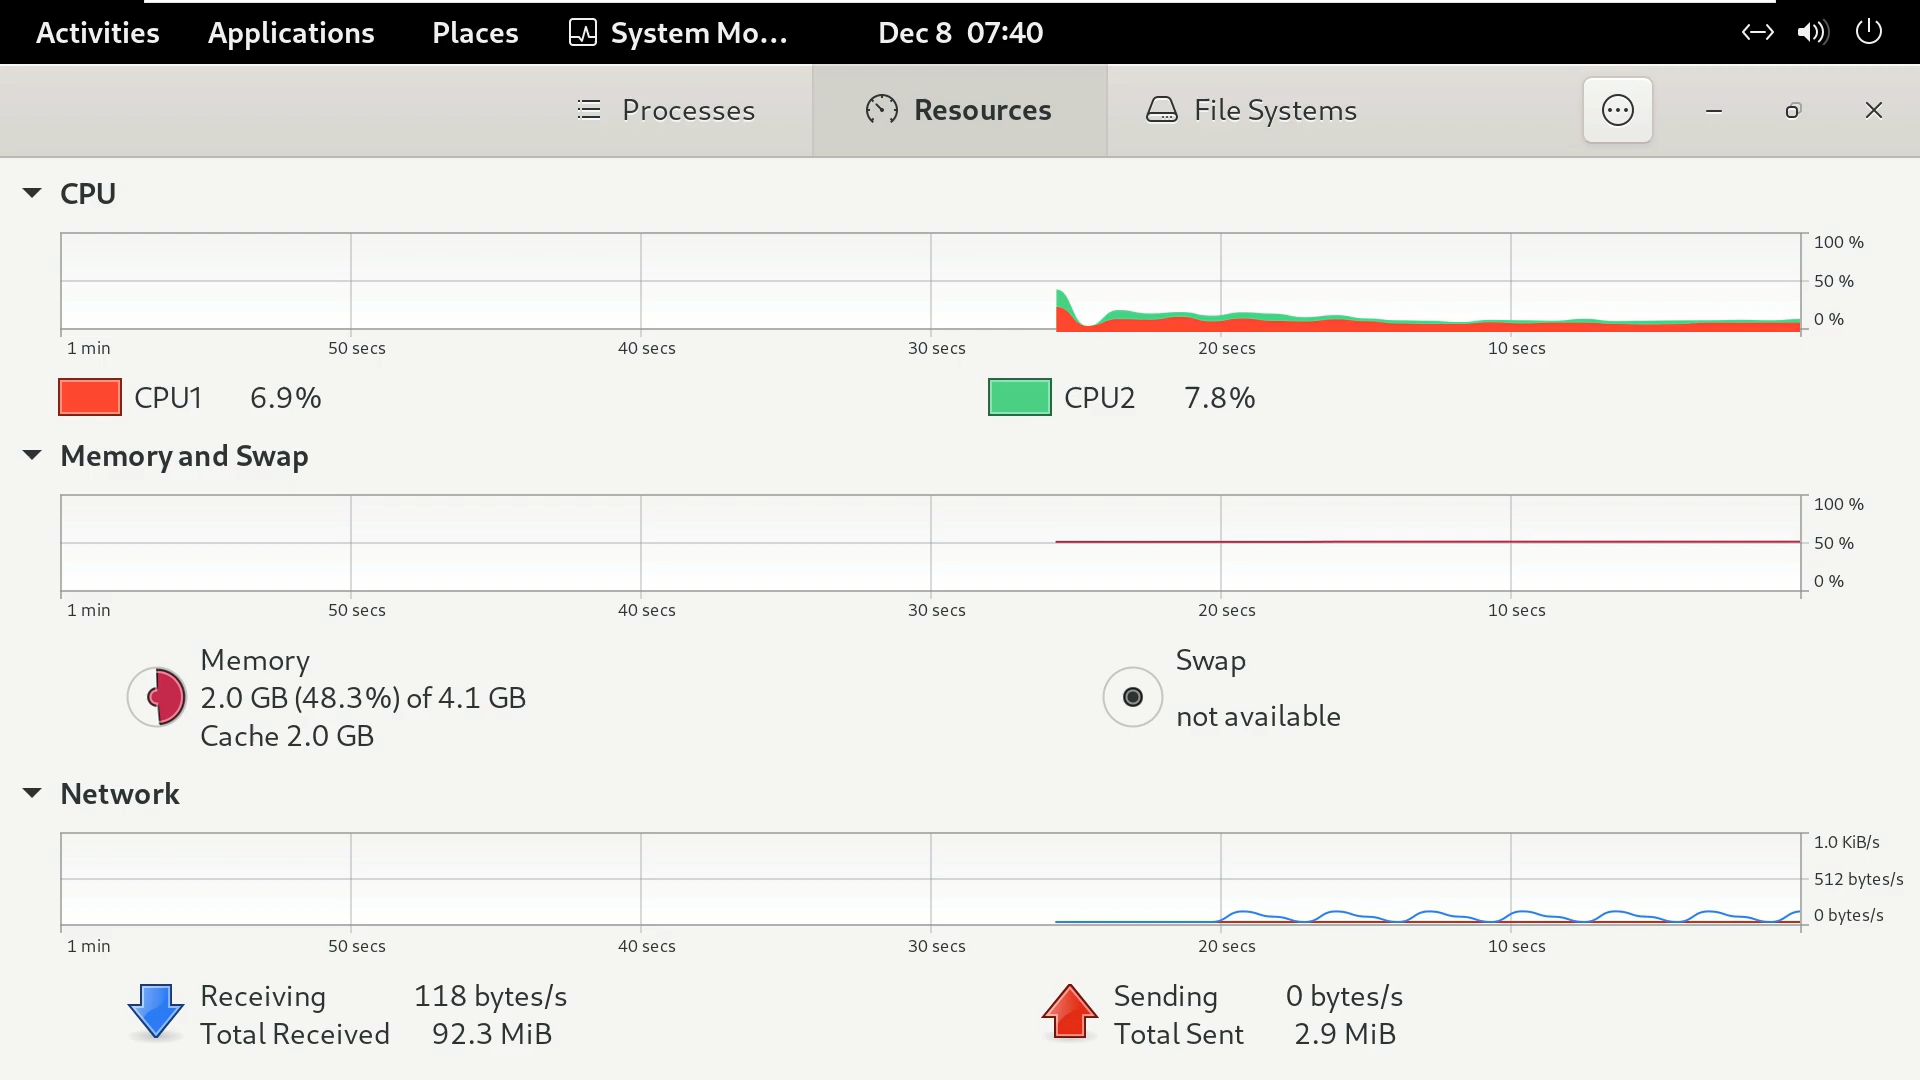 Activities Applications Places System Mo... Dec 8 07:40
Processes Resources File Systems
CPU
100 %
50 %
0 %
1 min 50 secs 40 secs 30 secs 20 secs 10 secs
CPU1 6.9% CPU2 7.8%
Memory and Swap
100 %
50 %
0 %
1 min 50 secs 40 secs 30 secs 20 secs 10 secs
Memory
2.0 GB (48.3%) of 4.1 GB
Cache 2.0 GB
Swap
not available
Network
1.0 KiB/s
512 bytes/s
0 bytes/s
1 min 50 secs 40 secs 30 secs 20 secs 10 secs
Receiving 118 bytes/s
Total Received 92.3 MiB
Sending 0 bytes/s
Total Sent 2.9 MiB